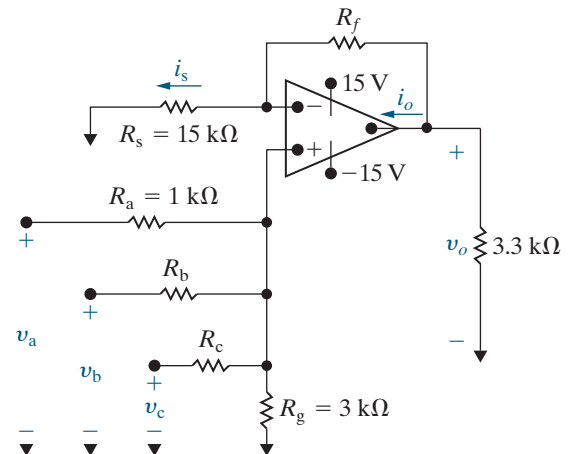 R_f
15 V
i_s
i_o
−
R_s = 15 kΩ
+
+
−15 V
R_a = 1 kΩ
v_o
3.3 kΩ
+
R_b
+
v_a
R_c
−
v_b
+
v_c
R_g = 3 kΩ
−
−
−